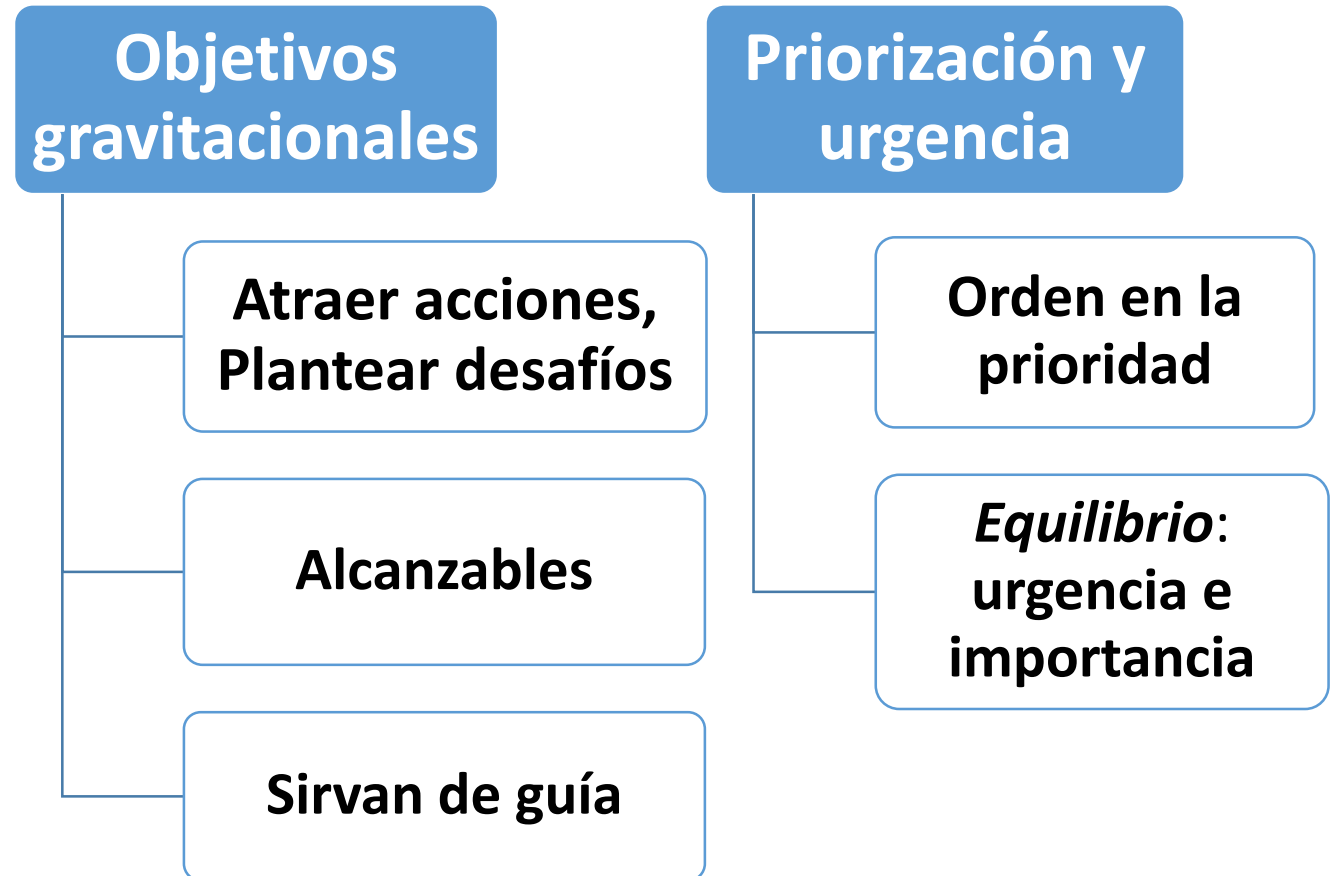 Objetivos
gravitacionales
Atraer acciones,
Plantear desafíos
Alcanzables
Sirvan de guía
Priorización y
urgencia
Orden en la
prioridad
Equilibrio:
urgencia e
importancia